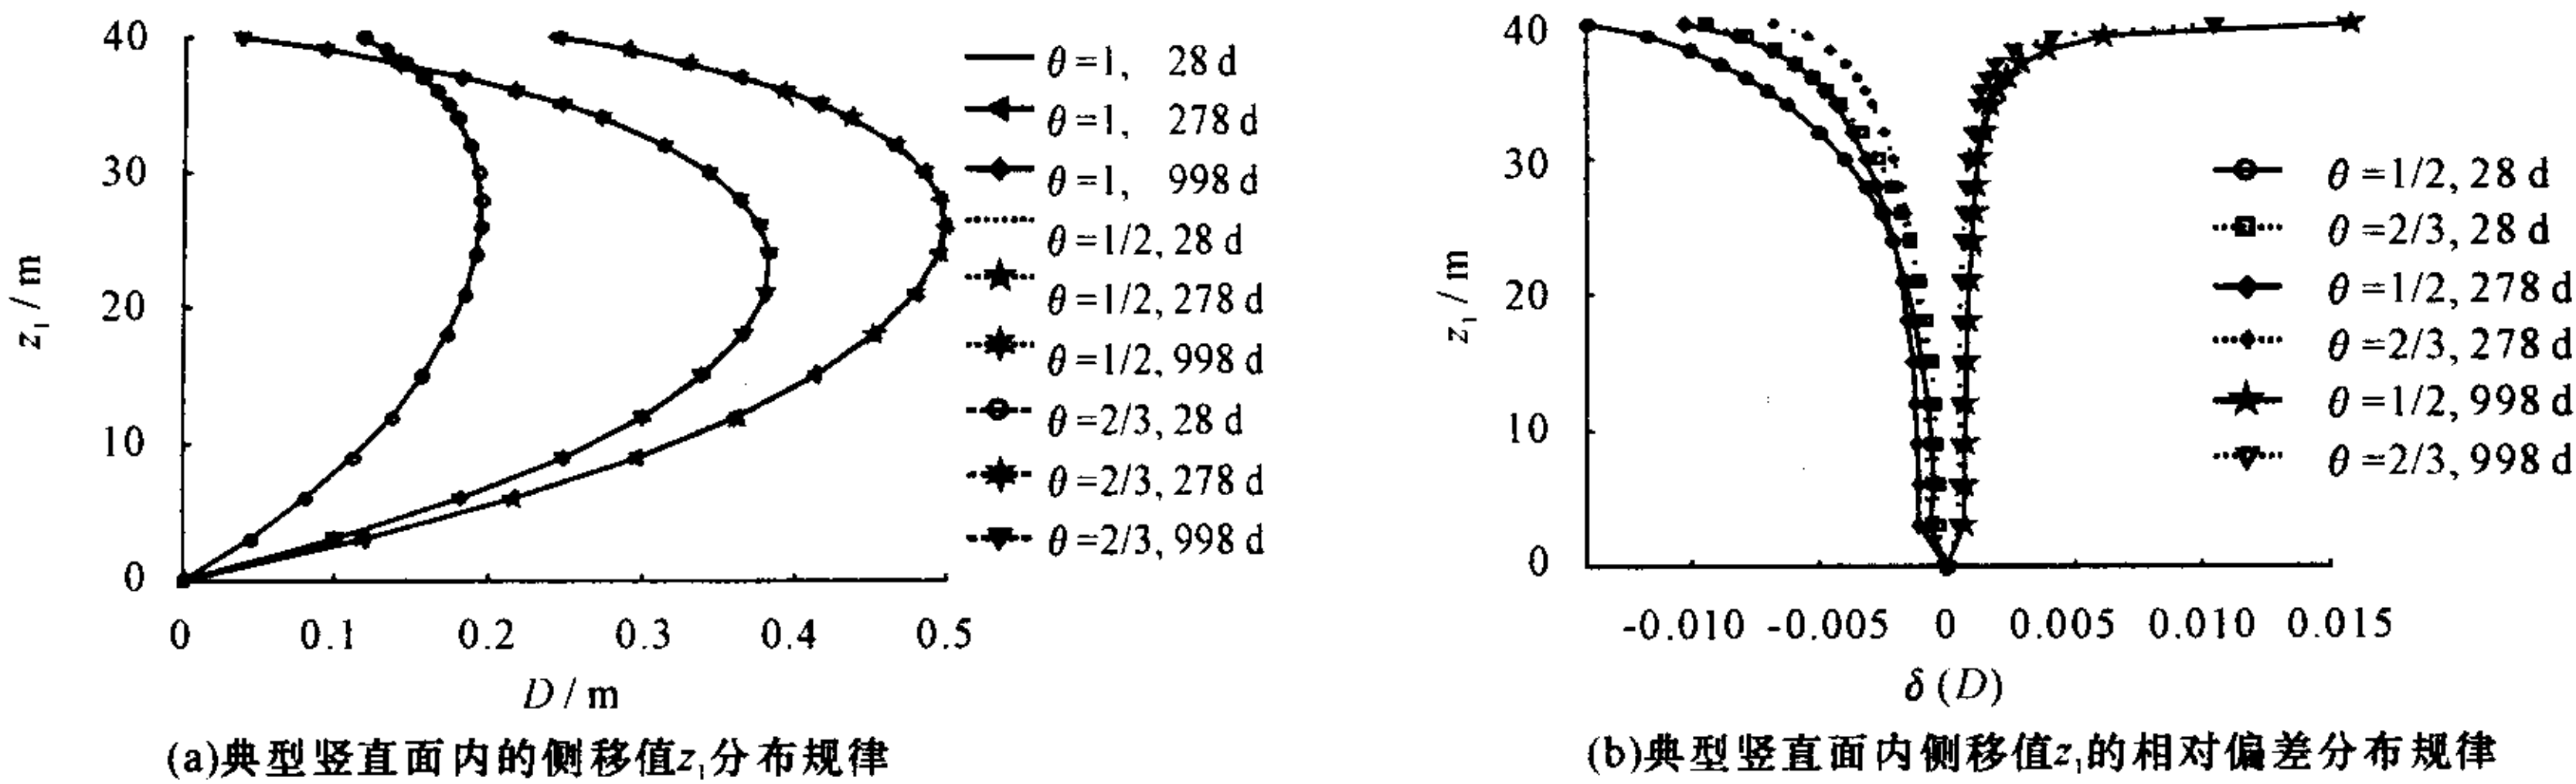 40
30
20
10
0
z₁ / m
0 0.1 0.2 0.3 0.4 0.5
D / m
θ=1, 28 d
θ=1, 278 d
θ=1, 998 d
θ=1/2, 28 d
θ=1/2, 278 d
θ=1/2, 998 d
θ=2/3, 28 d
θ=2/3, 278 d
θ=2/3, 998 d
(a)典型竖直面内的侧移值z₁分布规律
40
30
20
10
0
z₁ / m
-0.010 -0.005 0 0.005 0.010 0.015
δ (D)
θ=1/2, 28 d
θ=2/3, 28 d
θ=1/2, 278 d
θ=2/3, 278 d
θ=1/2, 998 d
θ=2/3, 998 d
(b)典型竖直面内侧移值z₁的相对偏差分布规律